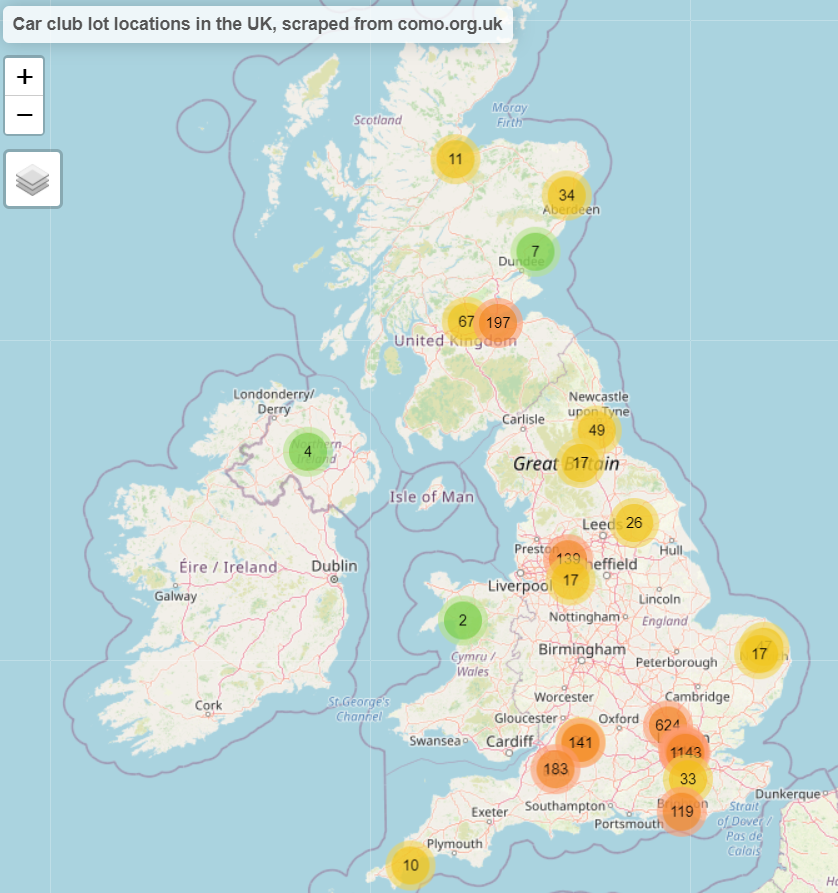 Car club lot locations in the UK, scraped from como.org.uk
+
−
Moray
Firth
Scotland
11
34
Aberdeen
7
67
197
United Kingdom
Londonderry/
Derry
Newcastle
upon Tyne
Carlisle
49
4
Northern
Ireland
Great Britain
17
Isle of Man
26
Leeds
Preston
Hull
139
Éire / Ireland
Dublin
17
Liverpool
Galway
Lincoln
Nottingham
England
2
Birmingham
17
Cymru /
Wales
Peterborough
Worcester
Cambridge
Cork
St George's
Channel
Gloucester
Oxford
624
Swansea
Cardiff
141
1143
183
33
Dunkerque
Exeter
Southampton
119
Portsmouth
Strait
of Dover /
Pas de
Calais
Plymouth
10